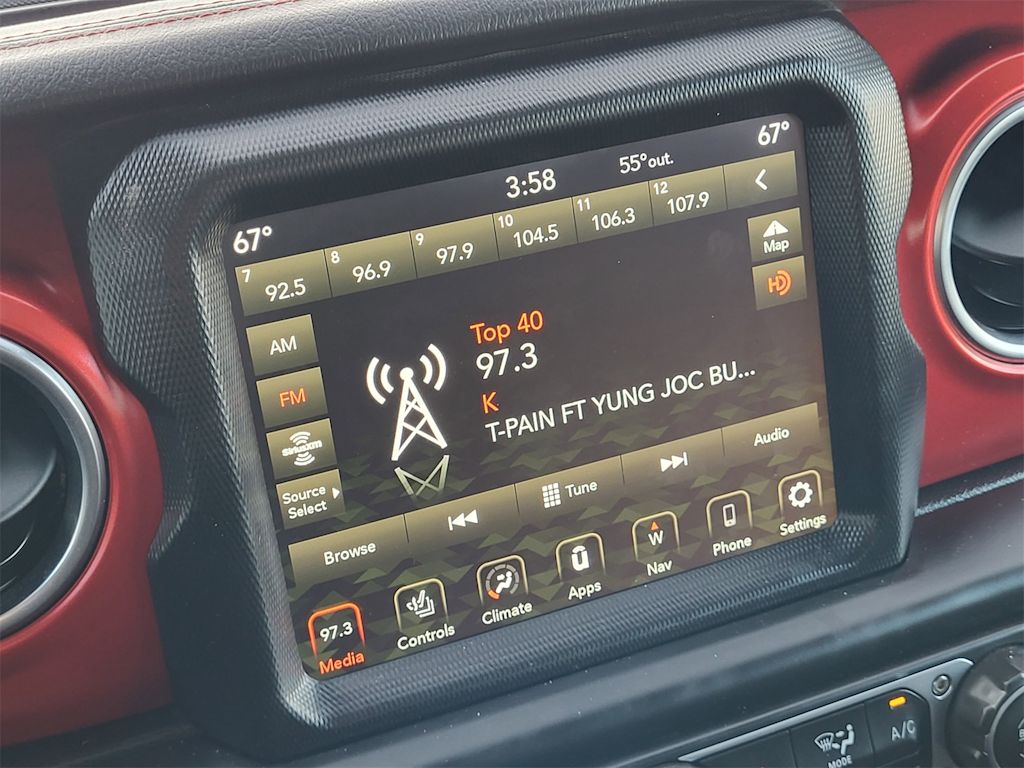 67°
3:58
55°out.
67°
7 92.5
8 96.9
9 97.9
10 104.5
11 106.3
12 107.9
<
Map
HD
AM
FM
SiriusXM
Source
Select
Top 40
97.3
K
T-PAIN FT YUNG JOC BU...
Browse
Tune
Audio
97.3
Media
Controls
Climate
Apps
W
Nav
Phone
Settings
MODE
A/C